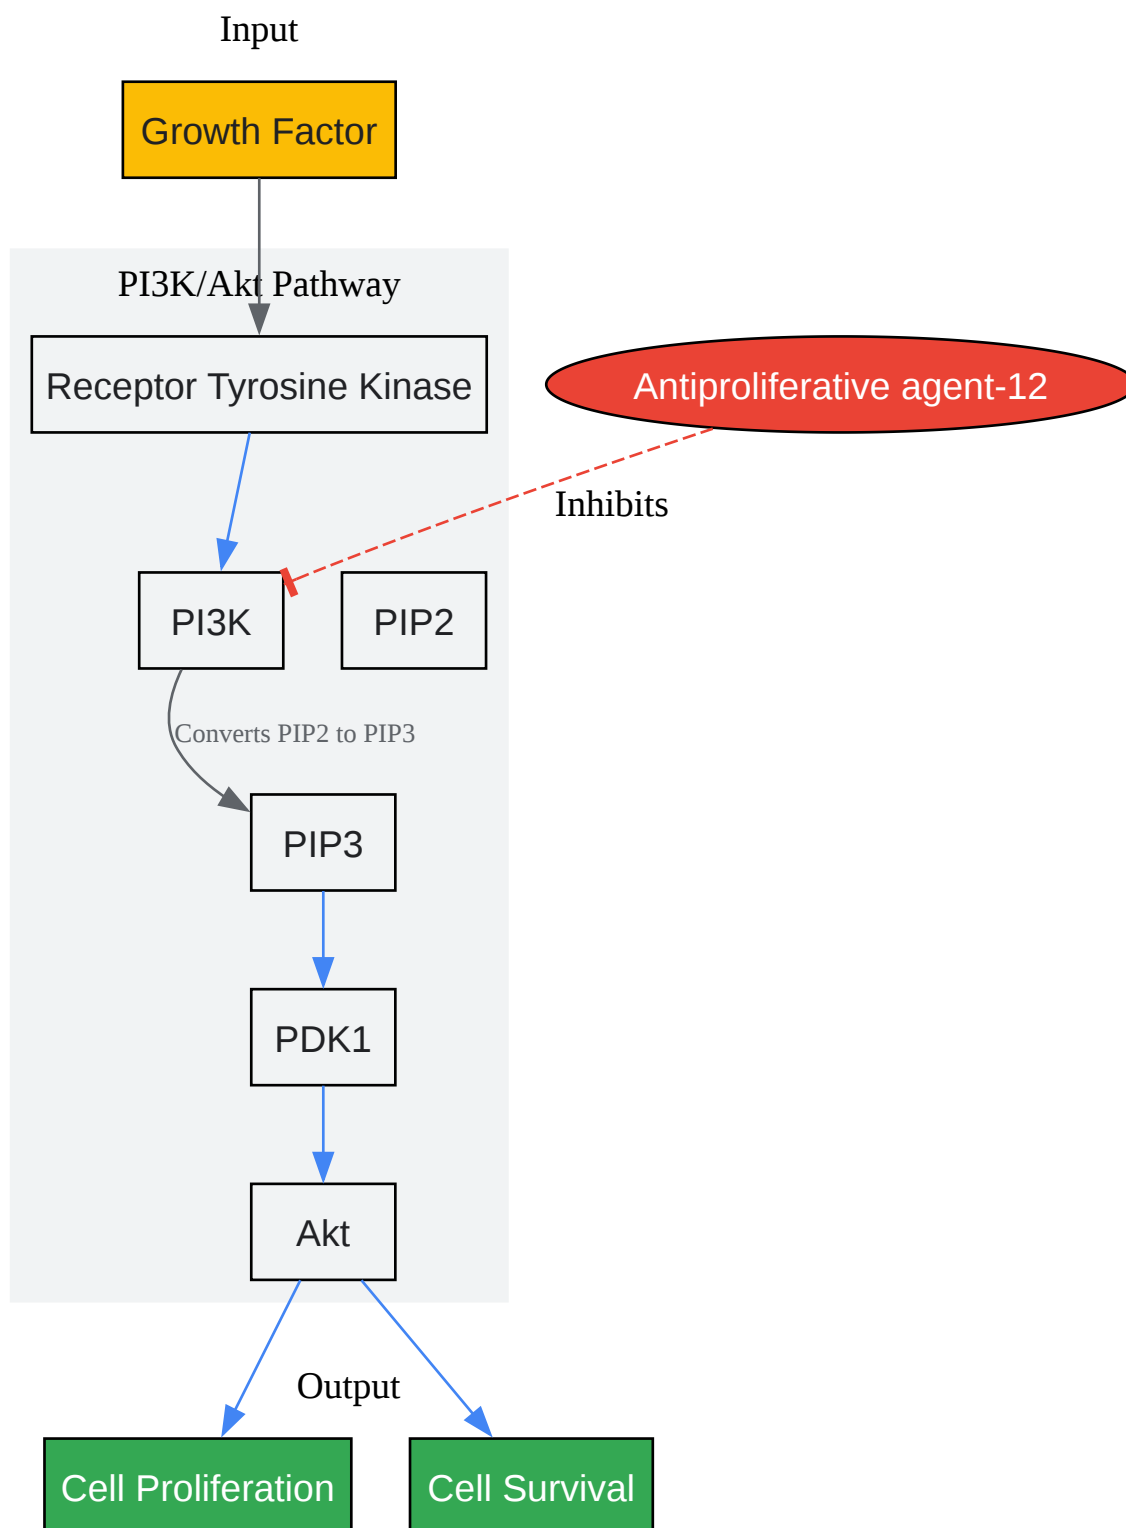 Input
Growth Factor
PI3K/Akt Pathway
Receptor Tyrosine Kinase
Antiproliferative agent-12
Inhibits
PI3K
PIP2
Converts PIP2 to PIP3
PIP3
PDK1
Akt
Output
Cell Proliferation
Cell Survival